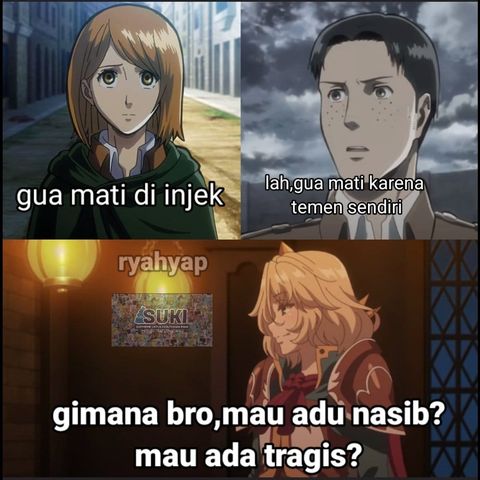 gua mati di injek
lah,gua mati karena
temen sendiri
ryahyap
SUKI
gimana bro,mau adu nasib?
mau ada tragis?